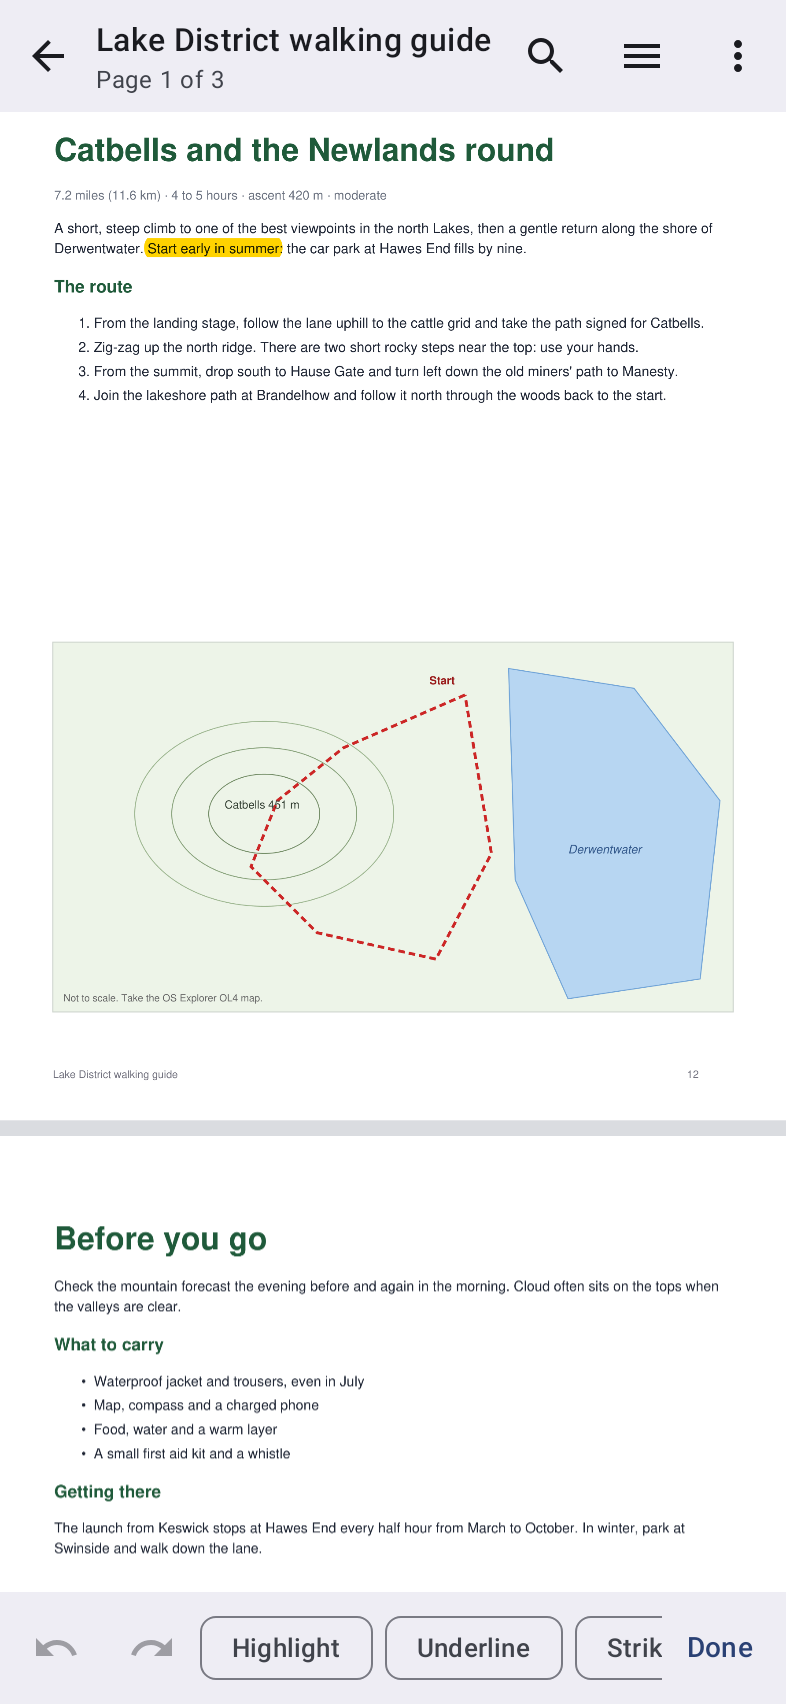 Lake District walking guide
Page 1 of 3
Catbells and the Newlands round
7.2 miles (11.6 km) · 4 to 5 hours · ascent 420 m · moderate
A short, steep climb to one of the best viewpoints in the north Lakes, then a gentle return along the shore of
Derwentwater. Start early in summer: the car park at Hawes End fills by nine.
The route
1. From the landing stage, follow the lane uphill to the cattle grid and take the path signed for Catbells.
2. Zig-zag up the north ridge. There are two short rocky steps near the top: use your hands.
3. From the summit, drop south to Hause Gate and turn left down the old miners' path to Manesty.
4. Join the lakeshore path at Brandelhow and follow it north through the woods back to the start.
Start
Catbells 451 m
Derwentwater
Not to scale. Take the OS Explorer OL4 map.
Lake District walking guide 12
Before you go
Check the mountain forecast the evening before and again in the morning. Cloud often sits on the tops when
the valleys are clear.
What to carry
• Waterproof jacket and trousers, even in July
• Map, compass and a charged phone
• Food, water and a warm layer
• A small first aid kit and a whistle
Getting there
The launch from Keswick stops at Hawes End every half hour from March to October. In winter, park at
Swinside and walk down the lane.
Highlight Underline Strik Done